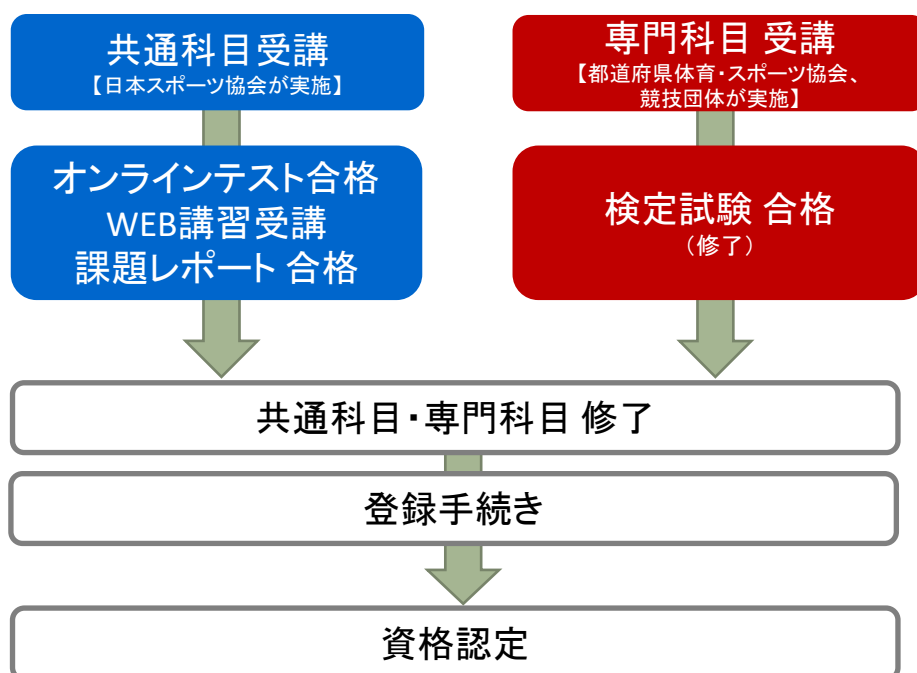 共通科目受講
【日本スポーツ協会が実施】
専門科目 受講
【都道府県体育・スポーツ協会、
競技団体が実施】
オンラインテスト合格
WEB講習受講
課題レポート 合格
検定試験 合格
(修了)
共通科目・専門科目 修了
登録手続き
資格認定